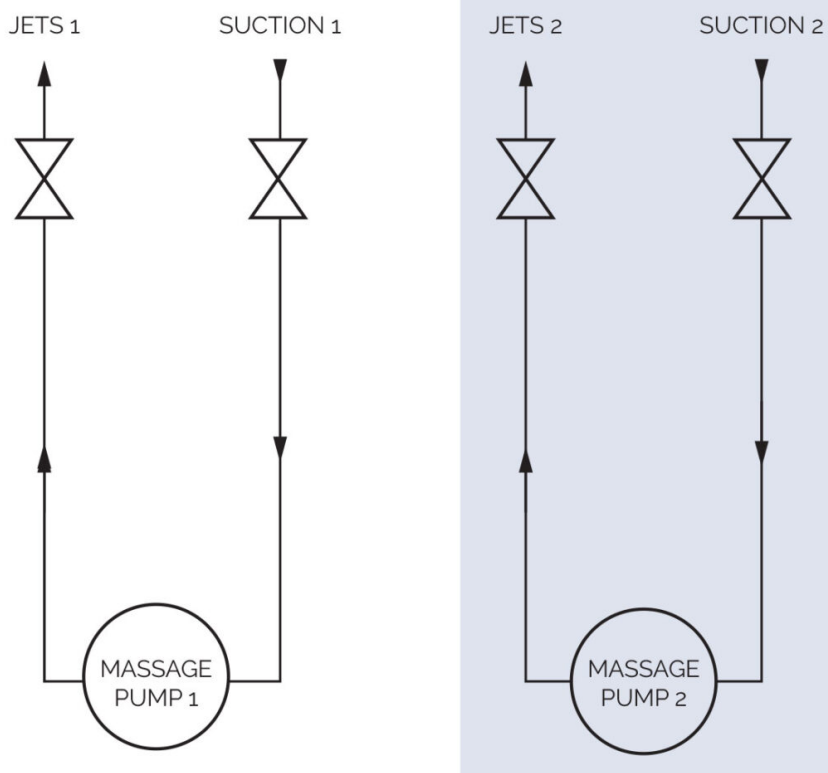 JETS 1
SUCTION 1
JETS 2
SUCTION 2
MASSAGE
PUMP 1
MASSAGE
PUMP 2